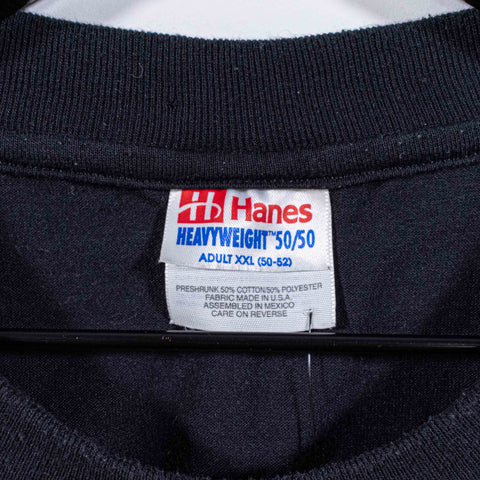 Hanes
HEAVYWEIGHT™ 50/50
ADULT XXL (50-52)
PRESHRUNK 50% COTTON/50% POLYESTER
FABRIC MADE IN U.S.A.
ASSEMBLED IN MEXICO
CARE ON REVERSE